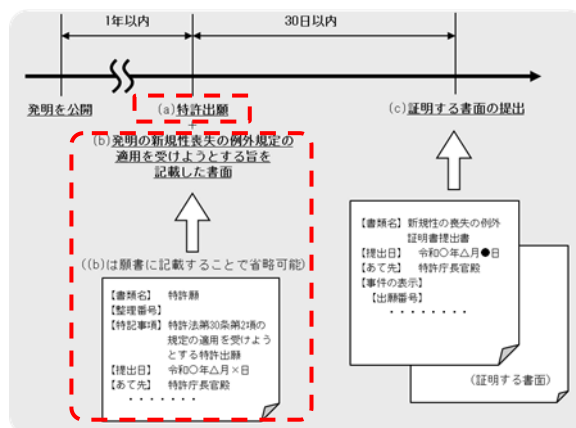 1年以内
30日以内
発明を公開
(a)特許出願
+
(b)発明の新規性喪失の例外規定の
適用を受けようとする旨を
記載した書面
((b)は願書に記載することで省略可能)
【書類名】 特許願
【整理番号】
【特記事項】 特許法第30条第2項の
規定の適用を受けよう
とする特許出願
【提出日】 令和○年△月×日
【あて先】 特許庁長官殿
・・・・・・・
(c)証明する書面の提出
【書類名】 新規性の喪失の例外
証明書提出書
【提出日】 令和○年△月●日
【あて先】 特許庁長官殿
【事件の表示】
【出願番号】
・・・・・・・・
(証明する書面)